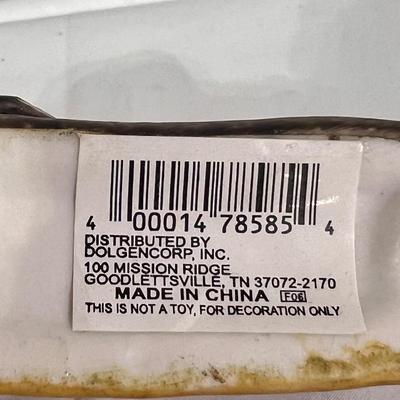 4 00014 78585 4
DISTRIBUTED BY
DOLGENCORP, INC.
100 MISSION RIDGE
GOODLETTSVILLE, TN 37072-2170
MADE IN CHINA F06
THIS IS NOT A TOY, FOR DECORATION ONLY